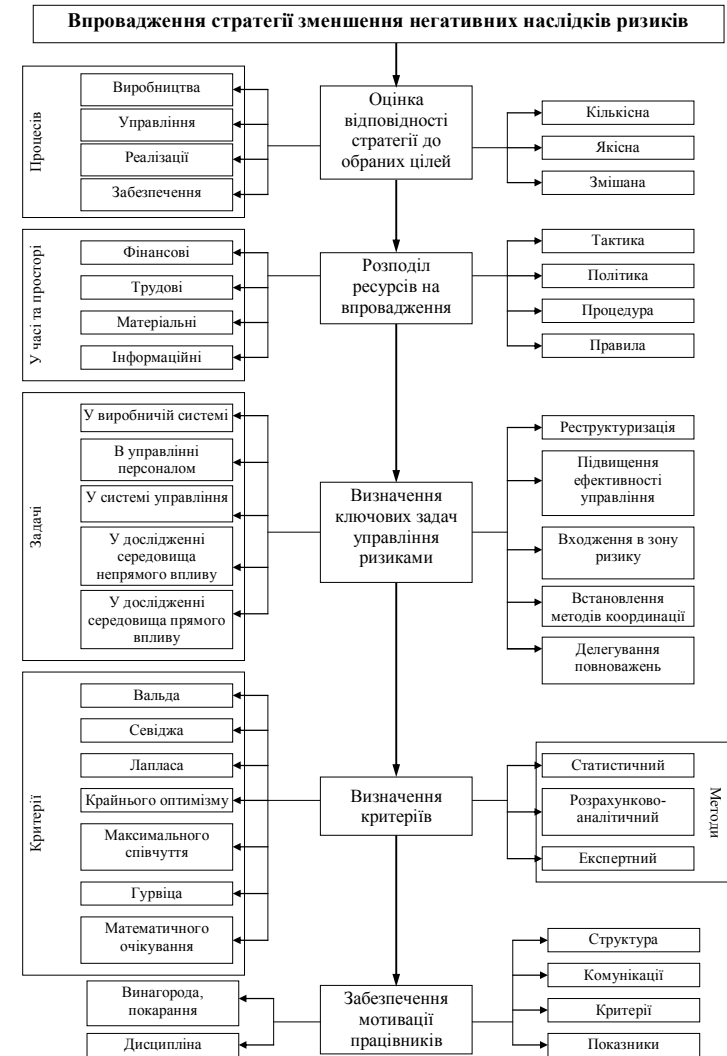 Впровадження стратегії зменшення негативних наслідків ризиків
Процесів
Виробництва
Управління
Реалізації
Забезпечення
Оцінка
відповідності
стратегії до
обраних цілей
Кількісна
Якісна
Змішана
У часі та просторі
Фінансові
Трудові
Матеріальні
Інформаційні
Розподіл
ресурсів на
впровадження
Тактика
Політика
Процедура
Правила
Задачі
У виробничій системі
В управлінні
персоналом
У системі управління
У дослідженні
середовища
непрямого впливу
У дослідженні
середовища прямого
впливу
Визначення
ключових задач
управління
ризиками
Реструктуризація
Підвищення
ефективності
управління
Входження в зону
ризику
Встановлення
методів координації
Делегування
повноважень
Критерії
Вальда
Севіджа
Лапласа
Крайнього оптимізму
Максимального
співчуття
Гурвіца
Математичного
очікування
Визначення
критеріїв
Статистичний
Розрахунково-
аналітичний
Експертний
Методи
Винагорода,
покарання
Дисципліна
Забезпечення
мотивації
працівників
Структура
Комунікації
Критерії
Показники